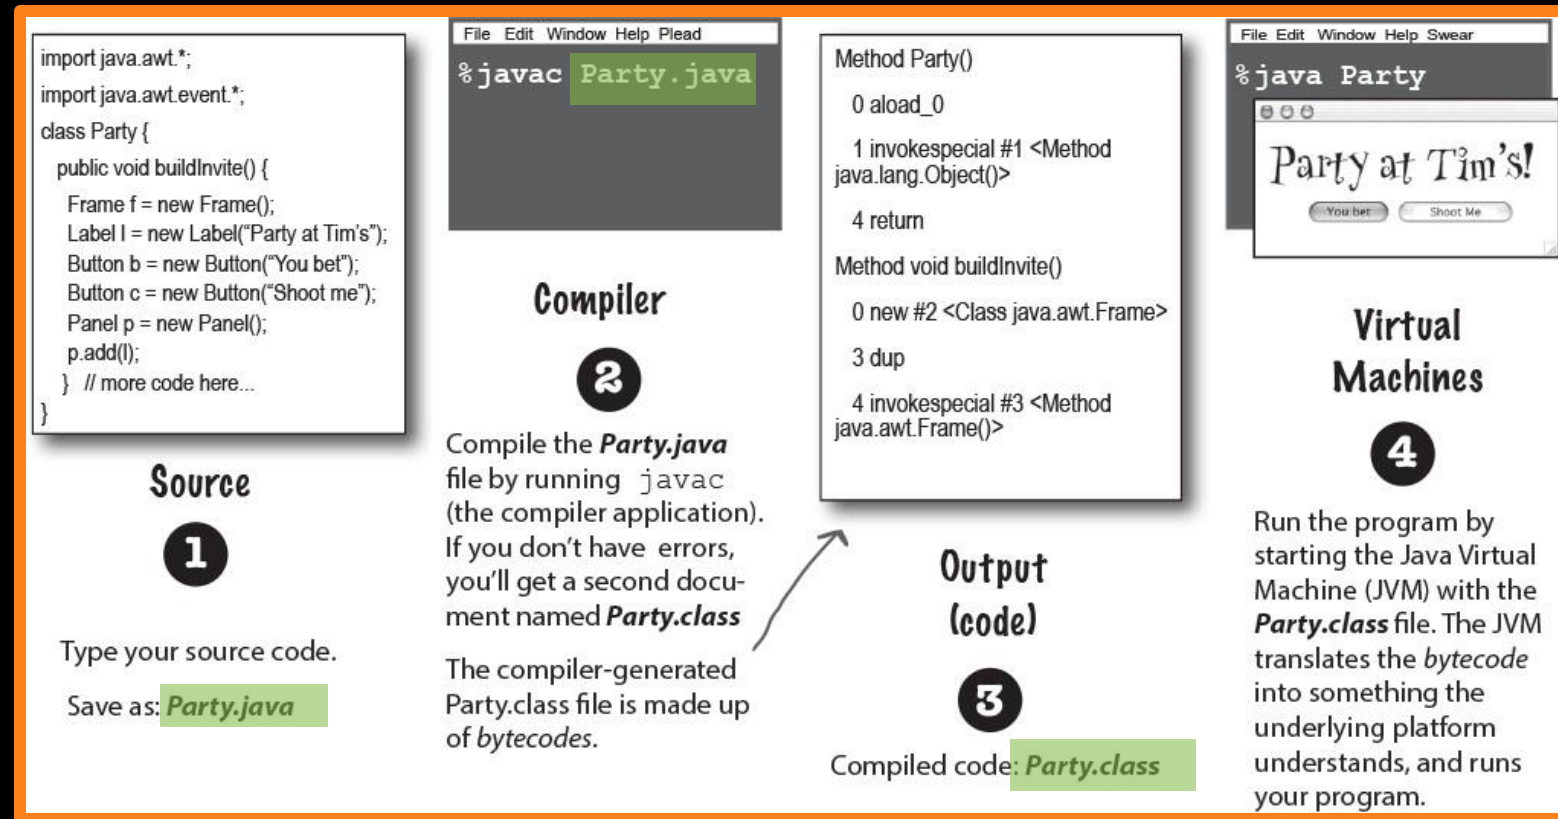 import java.awt.*;
import java.awt.event.*;
class Party {
public void buildInvite() {
Frame f = new Frame();
Label l = new Label(“Party at Tim’s”);
Button b = new Button(“You bet”);
Button c = new Button(“Shoot me”);
Panel p = new Panel();
p.add(l);
} // more code here...
}
Source
1
Type your source code.
Save as: Party.java
File Edit Window Help Plead
%javac Party.java
Compiler
2
Compile the Party.java
file by running javac
(the compiler application).
If you don’t have errors,
you’ll get a second docu-
ment named Party.class
The compiler-generated
Party.class file is made up
of bytecodes.
Method Party()
0 aload_0
1 invokespecial #1 <Method
java.lang.Object()>
4 return
Method void buildInvite()
0 new #2 <Class java.awt.Frame>
3 dup
4 invokespecial #3 <Method
java.awt.Frame()>
Output
(code)
3
Compiled code: Party.class
File Edit Window Help Swear
%java Party
Party at Tim’s!
You bet Shoot Me
Virtual
Machines
4
Run the program by
starting the Java Virtual
Machine (JVM) with the
Party.class file. The JVM
translates the bytecode
into something the
underlying platform
understands, and runs
your program.